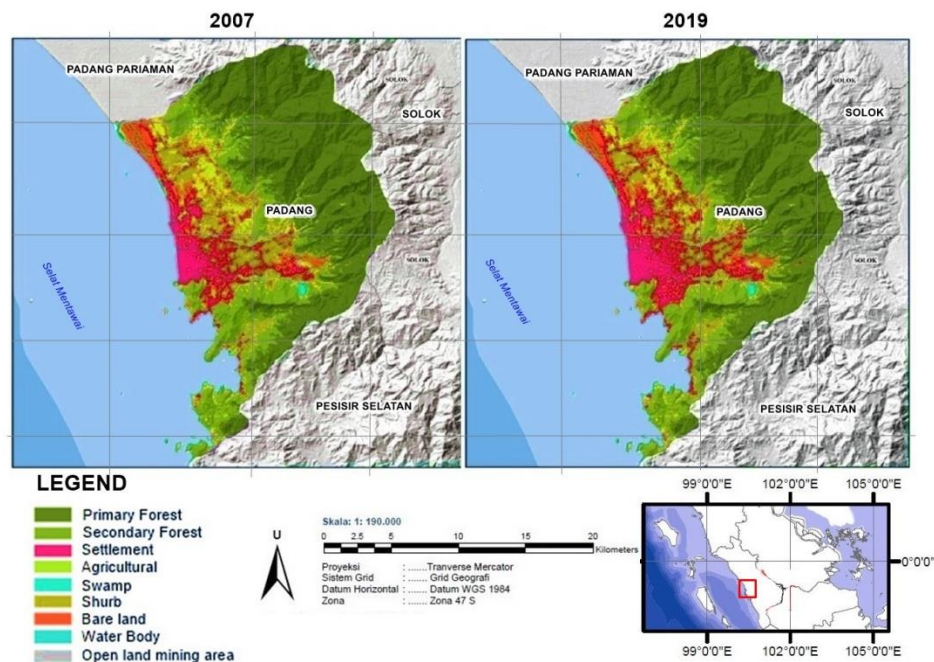 2007
2019
PADANG PARIAMAN
SOLOK
SOLOK
PADANG
SOLOK
Selat Mentawai
PESISIR SELATAN
PADANG PARIAMAN
SOLOK
SOLOK
PADANG
SOLOK
Selat Mentawai
PESISIR SELATAN
LEGEND
Primary Forest
Secondary Forest
Settlement
Agricultural
Swamp
Shurb
Bare land
Water Body
Open land mining area
U
Skala: 1: 190.000
0 2.5 5 10 15 20
Kilometers
Proyeksi : ......Tranverse Mercator
Sistem Grid : ......Grid Geografi
Datum Horizontal : ......Datum WGS 1984
Zona : ......Zona 47 S
99°0'0"E 102°0'0"E 105°0'0"E
0°0'0"
99°0'0"E 102°0'0"E 105°0'0"E